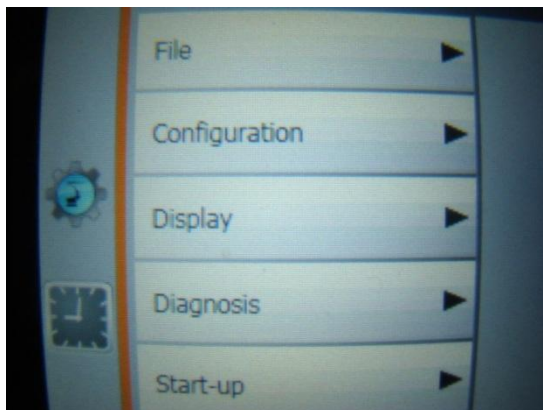 File
Configuration
Display
Diagnosis
Start-up